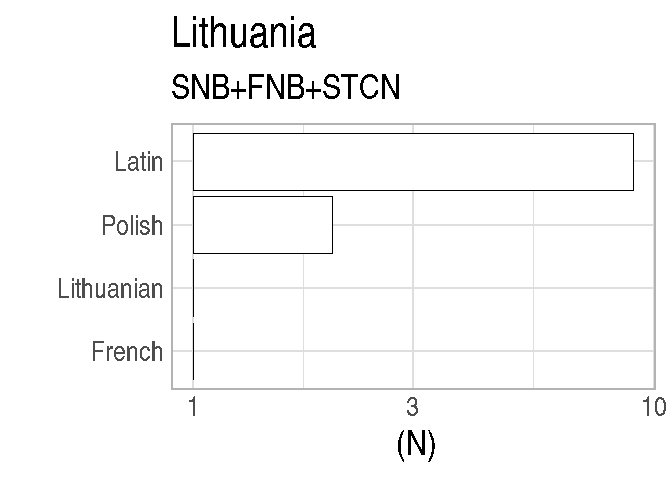 Lithuania
SNB+FNB+STCN
Latin
Polish
Lithuanian
French
1 3 10
(N)